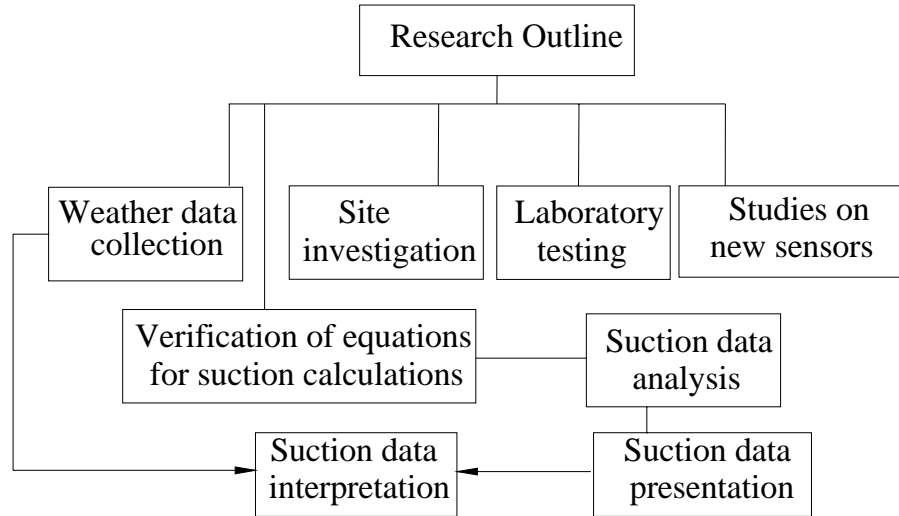 Research Outline
Weather data
collection
Site
investigation
Laboratory
testing
Studies on
new sensors
Verification of equations
for suction calculations
Suction data
analysis
Suction data
interpretation
Suction data
presentation